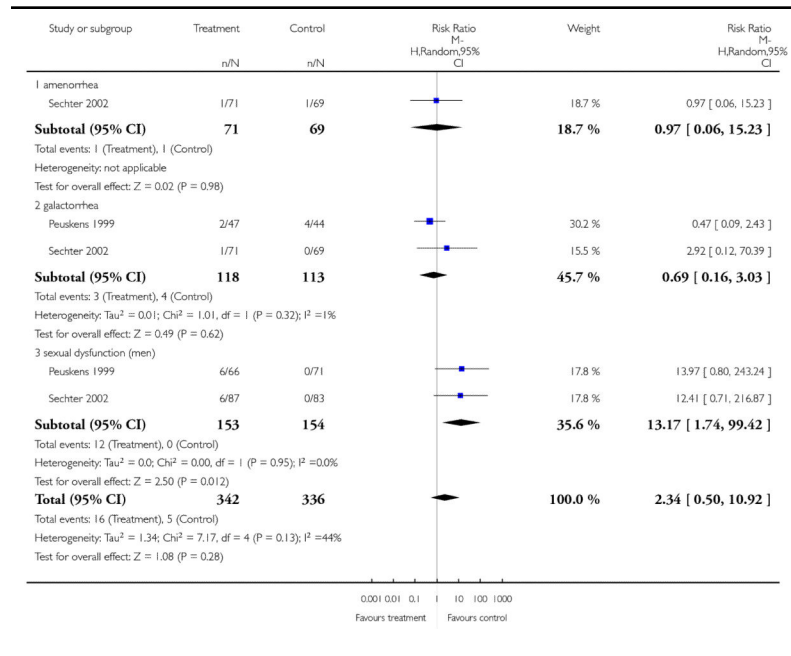 Study or subgroup Treatment Control Risk Ratio Weight Risk Ratio
M- M-
H,Random,95% H,Random,95%
n/N n/N CI CI
1 amenorrhea
Sechter 2002 1/71 1/69 18.7 % 0.97 [ 0.06, 15.23 ]
Subtotal (95% CI) 71 69 18.7 % 0.97 [ 0.06, 15.23 ]
Total events: 1 (Treatment), 1 (Control)
Heterogeneity: not applicable
Test for overall effect: Z = 0.02 (P = 0.98)
2 galactorrhea
Peuskens 1999 2/47 4/44 30.2 % 0.47 [ 0.09, 2.43 ]
Sechter 2002 1/71 0/69 15.5 % 2.92 [ 0.12, 70.39 ]
Subtotal (95% CI) 118 113 45.7 % 0.69 [ 0.16, 3.03 ]
Total events: 3 (Treatment), 4 (Control)
Heterogeneity: Tau² = 0.01; Chi² = 1.01, df = 1 (P = 0.32); I² =1%
Test for overall effect: Z = 0.49 (P = 0.62)
3 sexual dysfunction (men)
Peuskens 1999 6/66 0/71 17.8 % 13.97 [ 0.80, 243.24 ]
Sechter 2002 6/87 0/83 17.8 % 12.41 [ 0.71, 216.87 ]
Subtotal (95% CI) 153 154 35.6 % 13.17 [ 1.74, 99.42 ]
Total events: 12 (Treatment), 0 (Control)
Heterogeneity: Tau² = 0.0; Chi² = 0.00, df = 1 (P = 0.95); I² =0.0%
Test for overall effect: Z = 2.50 (P = 0.012)
Total (95% CI) 342 336 100.0 % 2.34 [ 0.50, 10.92 ]
Total events: 16 (Treatment), 5 (Control)
Heterogeneity: Tau² = 1.34; Chi² = 7.17, df = 4 (P = 0.13); I² =44%
Test for overall effect: Z = 1.08 (P = 0.28)
0.001 0.01 0.1 1 10 100 1000
Favours treatment Favours control